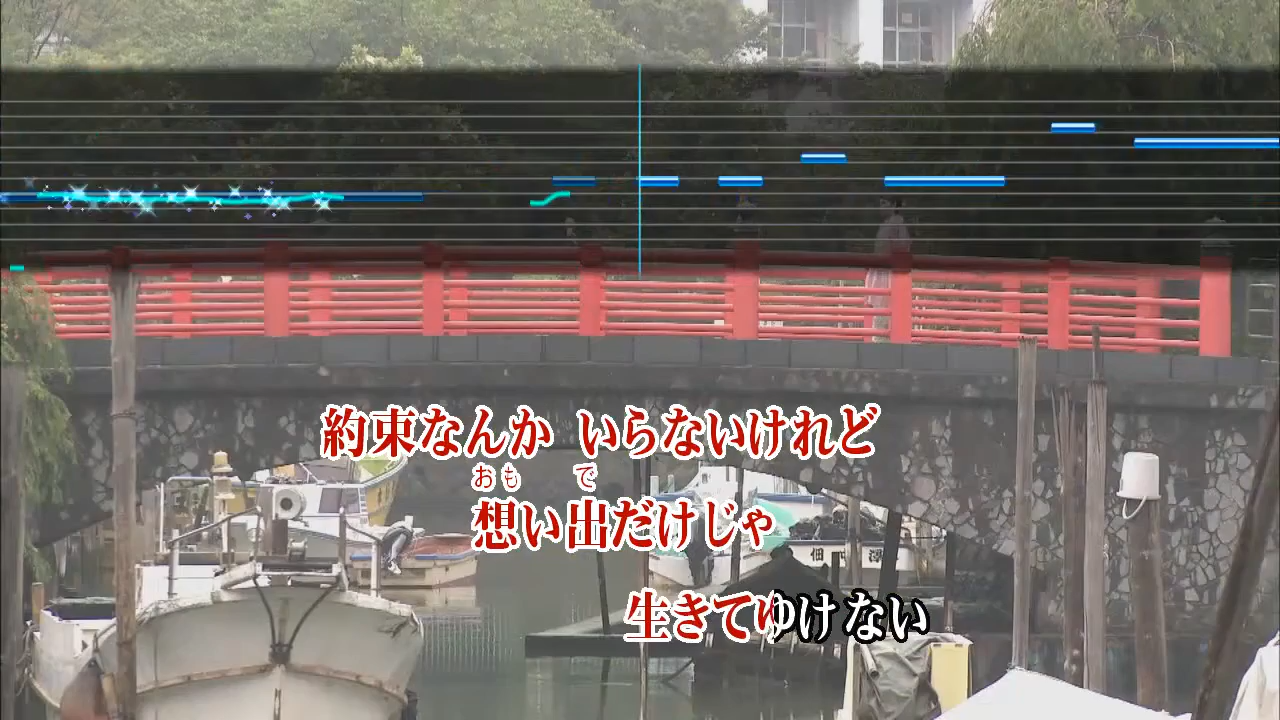 約束なんか いらないけれど
おも で
想い出だけじゃ
生きてゆけない
佃